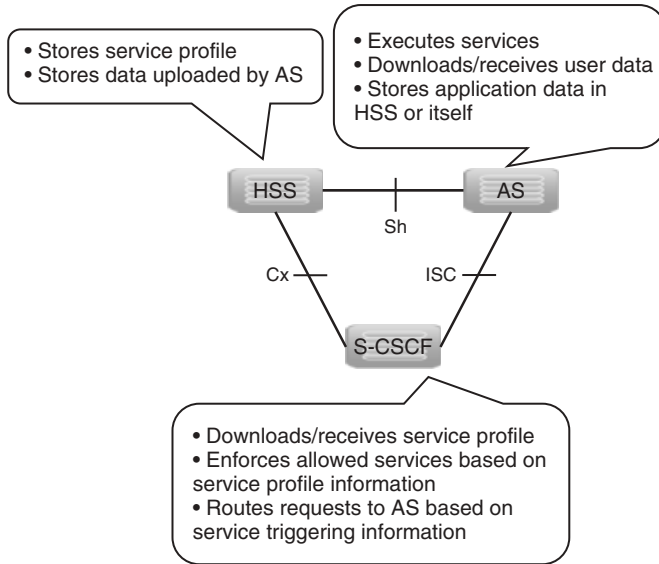 • Stores service profile
• Stores data uploaded by AS
• Executes services
• Downloads/receives user data
• Stores application data in
HSS or itself
HSS
AS
Sh
Cx
ISC
S-CSCF
• Downloads/receives service profile
• Enforces allowed services based on
service profile information
• Routes requests to AS based on
service triggering information